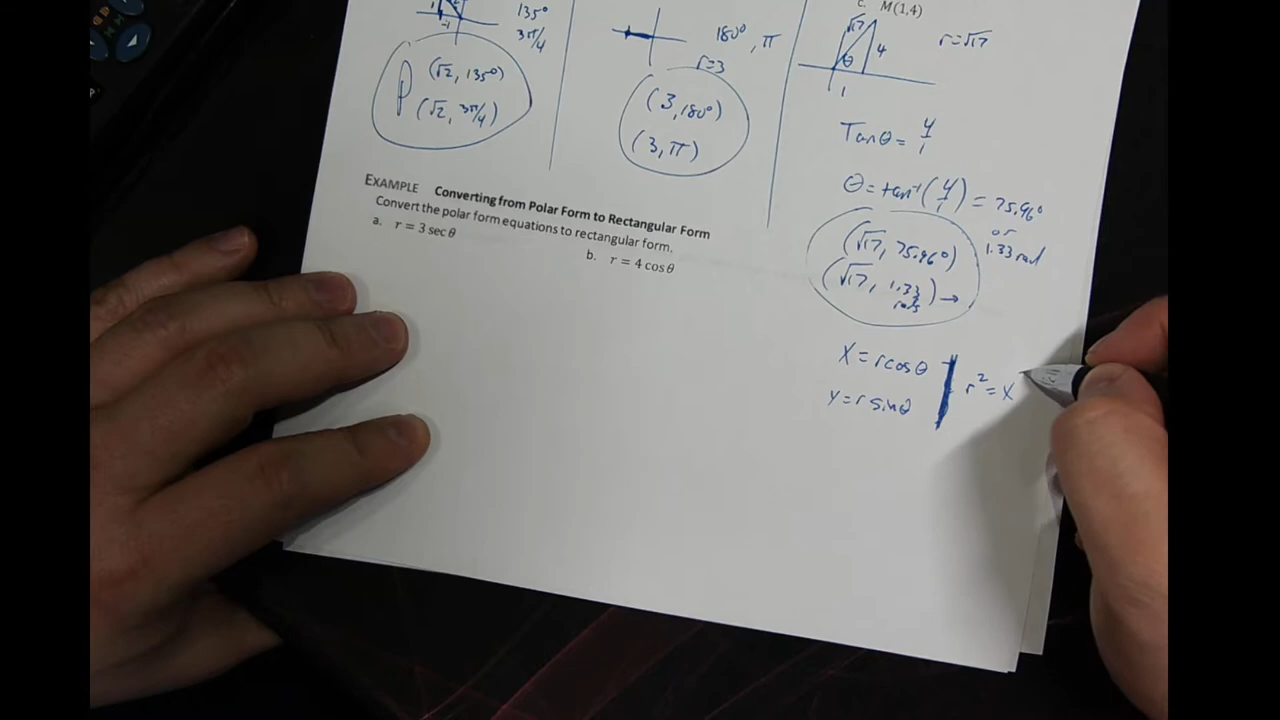 135°
3π/4
(√2, 135°)
(√2, 3π/4)
180°, π
r=3
(3, 180°)
(3, π)
C. M(1,4)
√17
4
θ
1
r=√17
Tanθ = 4/1
θ = tan⁻¹(4/1) = 75.96°
or
1.33 rad
(√17, 75.96°)
(√17, 1.33 rads) →
EXAMPLE Converting from Polar Form to Rectangular Form
Convert the polar form equations to rectangular form.
a. r = 3 sec θ
b. r = 4 cos θ
X = rcosθ
Y = r sinθ
r² = X